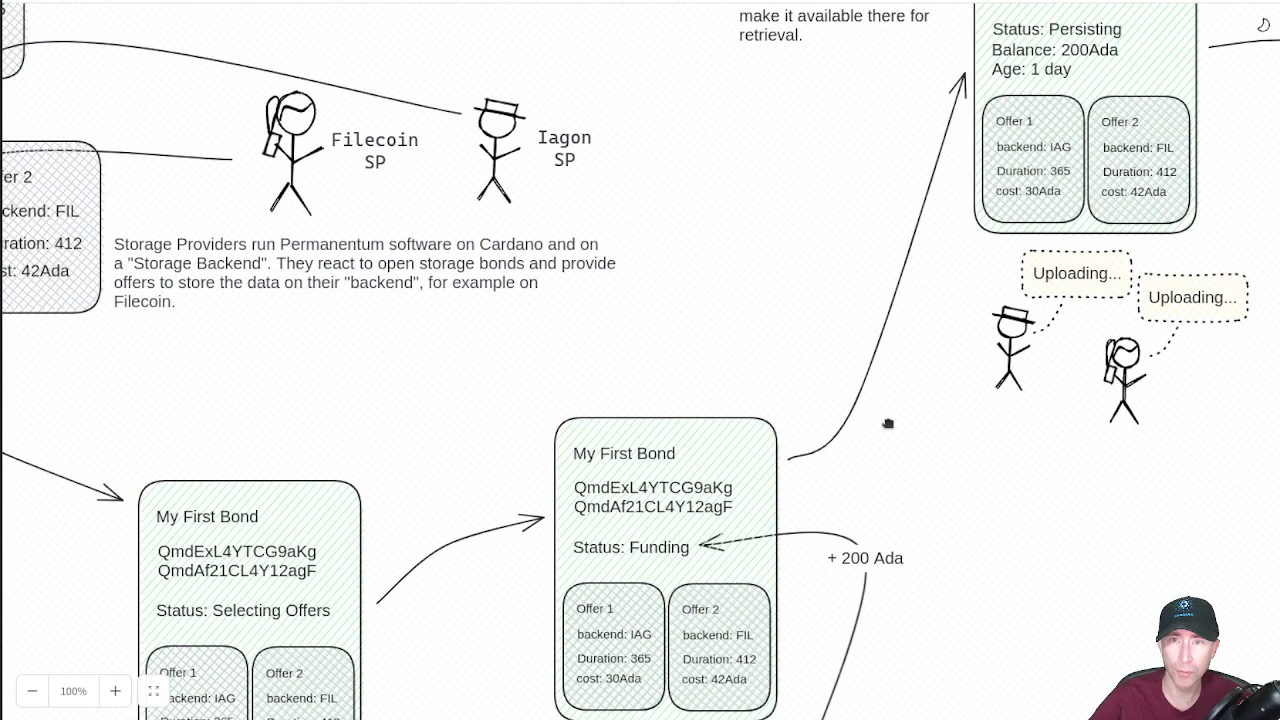 make it available there for
retrieval.
Status: Persisting
Balance: 200Ada
Age: 1 day
Offer 1
backend: IAG
Duration: 365
cost: 30Ada
Offer 2
backend: FIL
Duration: 412
cost: 42Ada
Filecoin
SP
Iagon
SP
er 2
ckend: FIL
ration: 412
st: 42Ada
Storage Providers run Permanentum software on Cardano and on
a "Storage Backend". They react to open storage bonds and provide
offers to store the data on their "backend", for example on
Filecoin.
Uploading...
Uploading...
My First Bond
QmdExL4YTCG9aKg
QmdAf21CL4Y12agF
Status: Funding
+ 200 Ada
Offer 1
backend: IAG
Duration: 365
cost: 30Ada
Offer 2
backend: FIL
Duration: 412
cost: 42Ada
My First Bond
QmdExL4YTCG9aKg
QmdAf21CL4Y12agF
Status: Selecting Offers
Offer 1
backend: IAG
Offer 2
backend: FIL
100%